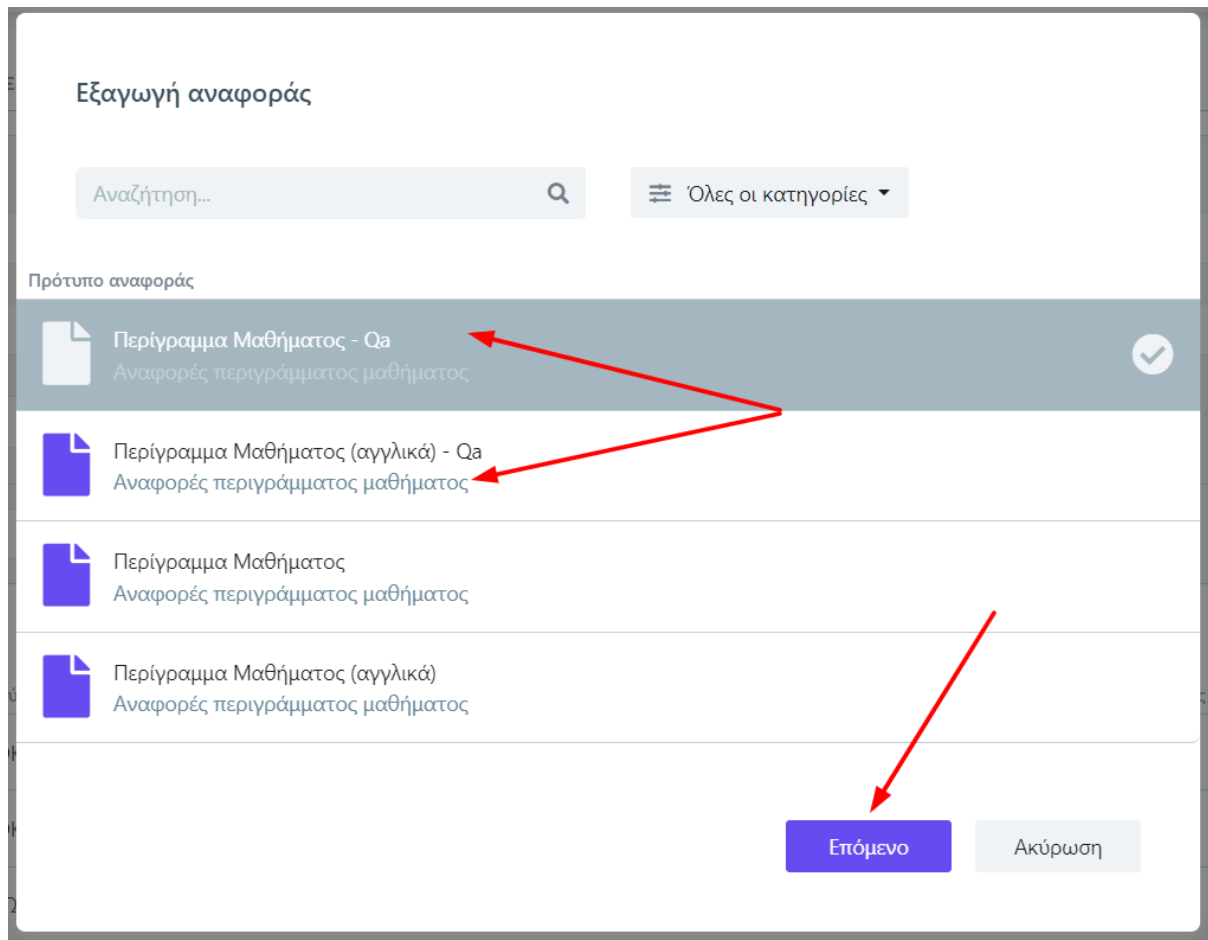 Εξαγωγή αναφοράς
Αναζήτηση...
Όλες οι κατηγορίες
Πρότυπο αναφοράς
Περίγραμμα Μαθήματος - Qa
Αναφορές περιγράμματος μαθήματος
Περίγραμμα Μαθήματος (αγγλικά) - Qa
Αναφορές περιγράμματος μαθήματος
Περίγραμμα Μαθήματος
Αναφορές περιγράμματος μαθήματος
Περίγραμμα Μαθήματος (αγγλικά)
Αναφορές περιγράμματος μαθήματος
Επόμενο
Ακύρωση